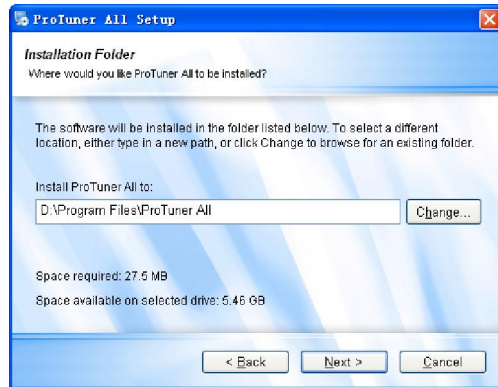 ProTuner All Setup
Installation Folder
Where would you like ProTuner All to be installed?
The software will be installed in the folder listed below. To select a different
location, either type in a new path, or click Change to browse for an existing folder.
Install ProTuner All to:
D:\Program Files\ProTuner All
Change...
Space required: 27.5 MB
Space available on selected drive: 5.46 GB
< Back
Next >
Cancel